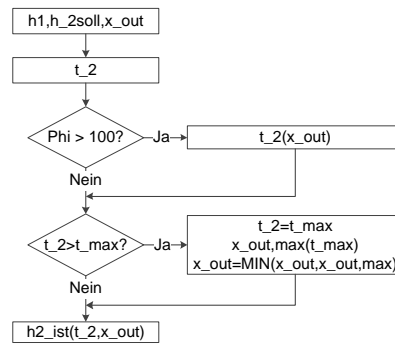 h1,h_2soll,x_out
t_2
Phi > 100?
Ja
t_2(x_out)
Nein
t_2>t_max?
Ja
t_2=t_max
x_out,max(t_max)
x_out=MIN(x_out,x_out,max)
Nein
h2_ist(t_2,x_out)